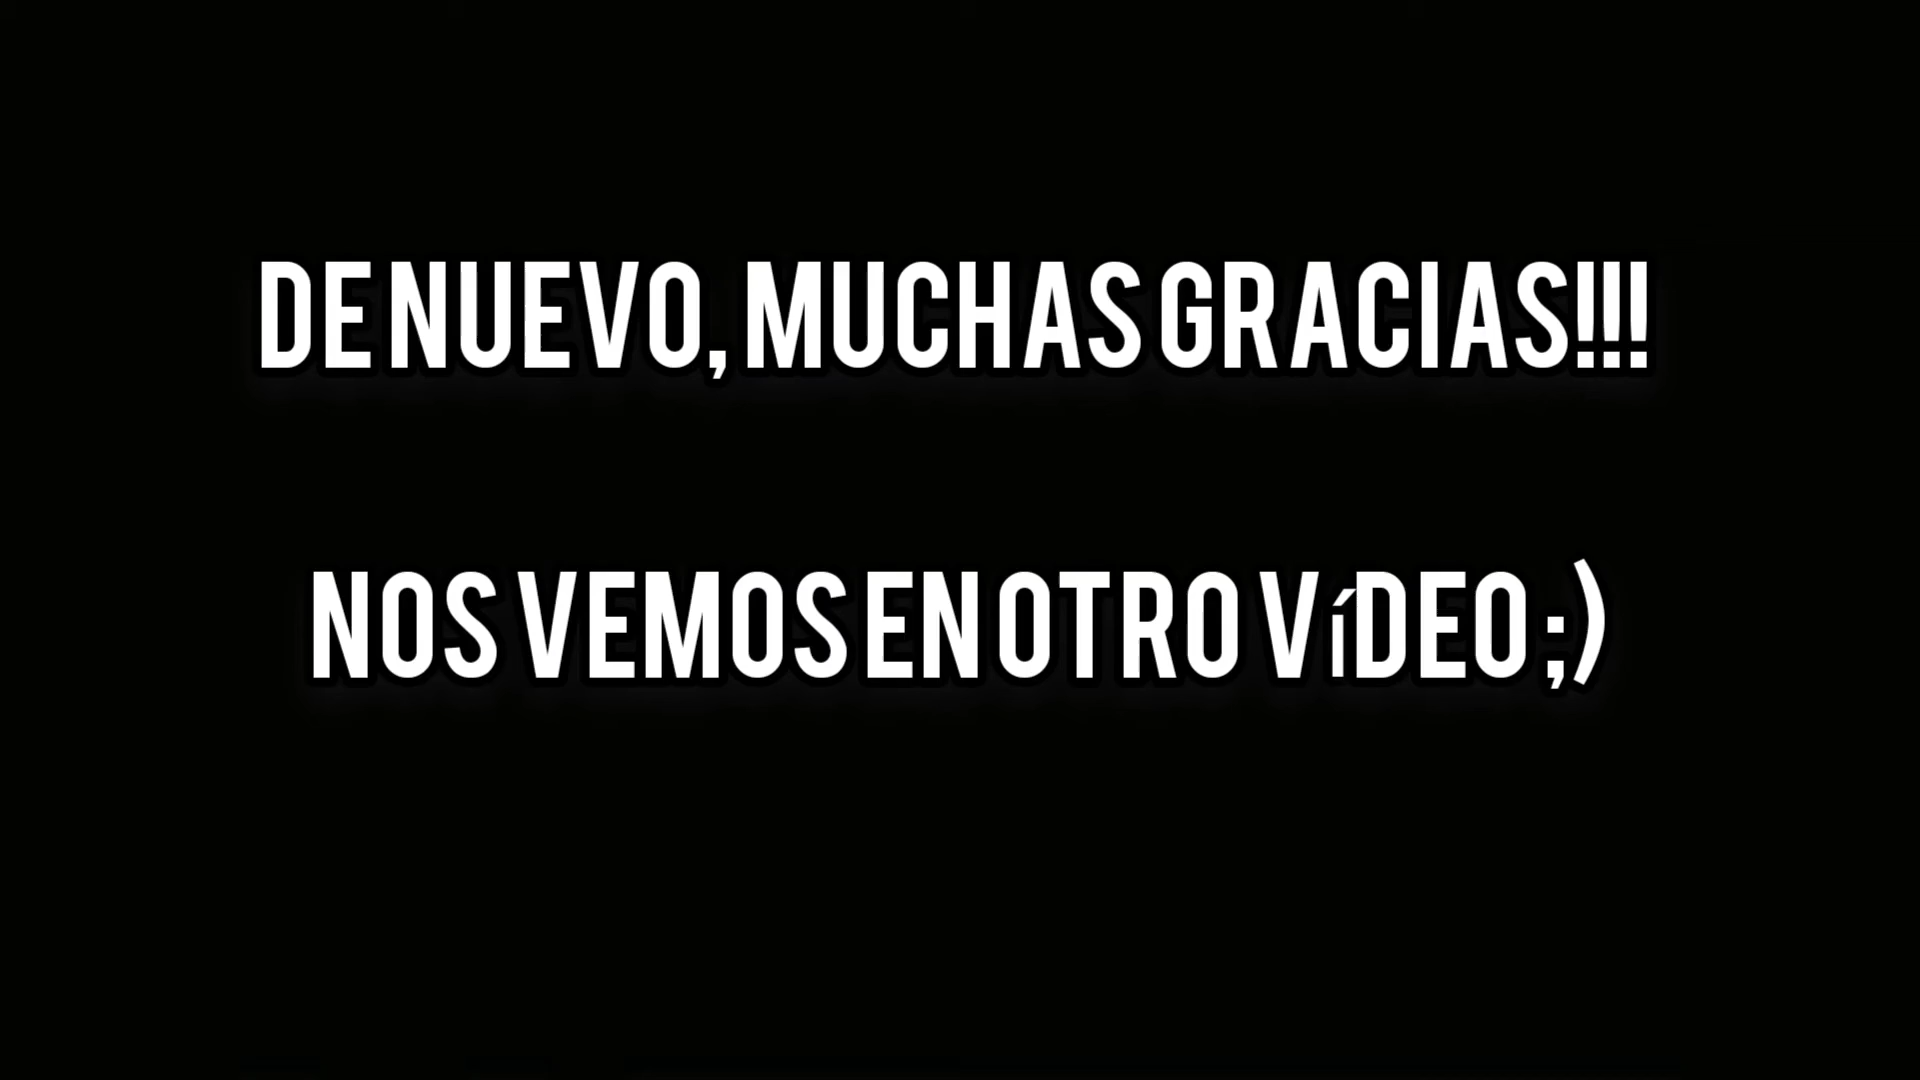 DE NUEVO, MUCHAS GRACIAS!!!
NOS VEMOS EN OTRO VíDEO ;)